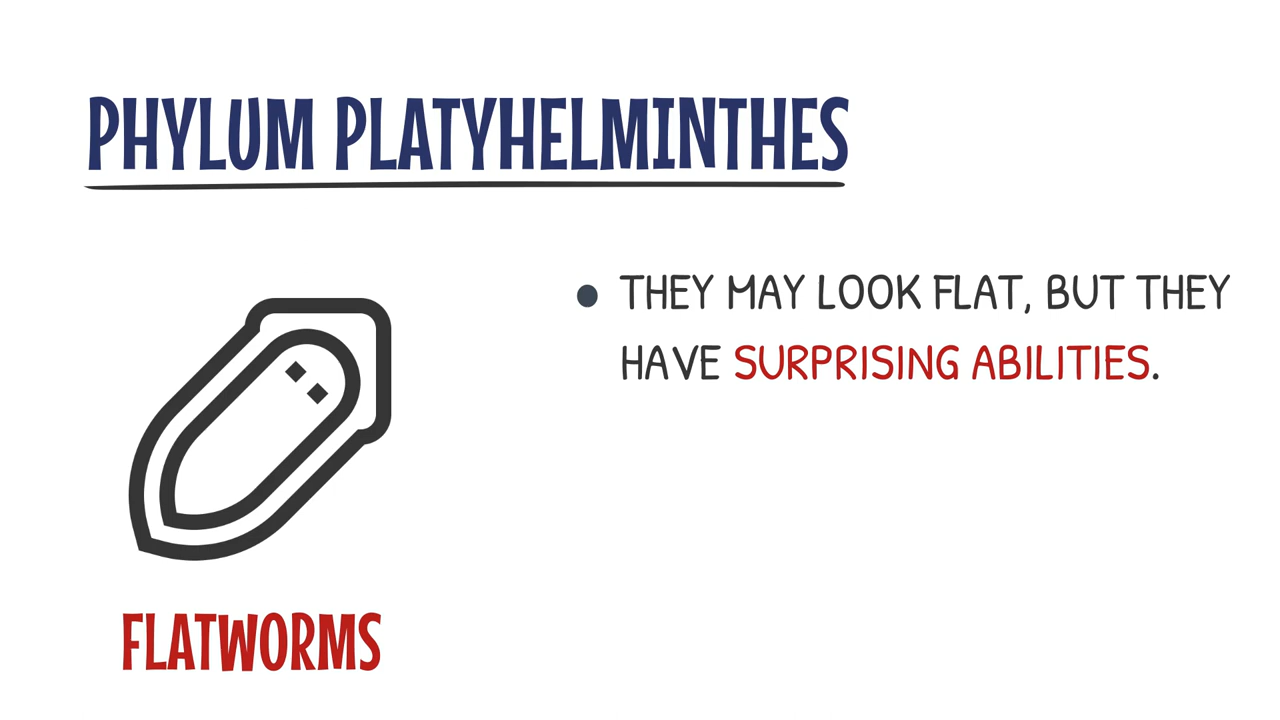 PHYLUM PLATYHELMINTHES
THEY MAY LOOK FLAT, BUT THEY
HAVE SURPRISING ABILITIES.
FLATWORMS